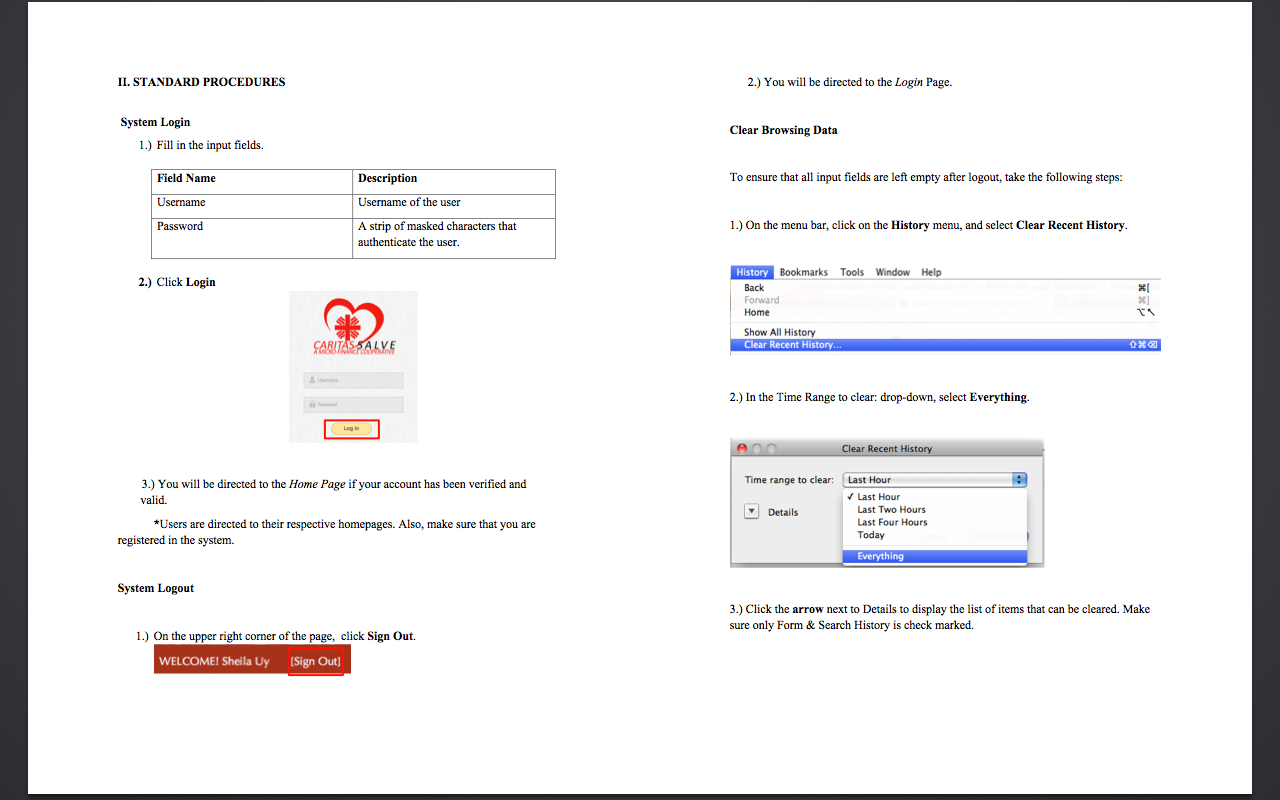 II. STANDARD PROCEDURES
System Login
1.) Fill in the input fields.
Field Name Description
Username Username of the user
Password A strip of masked characters that
authenticate the user.
2.) Click Login
CARITAS SALVE
A MICRO-FINANCE COOPERATIVE
Username
Password
Log in
3.) You will be directed to the Home Page if your account has been verified and
valid.
*Users are directed to their respective homepages. Also, make sure that you are
registered in the system.
System Logout
1.) On the upper right corner of the page, click Sign Out.
WELCOME! Sheila Uy [Sign Out]
2.) You will be directed to the Login Page.
Clear Browsing Data
To ensure that all input fields are left empty after logout, take the following steps:
1.) On the menu bar, click on the History menu, and select Clear Recent History.
History Bookmarks Tools Window Help
Back ⌘[
Forward ⌘]
Home ⌥↖
Show All History
Clear Recent History... ⇧⌘⌫
2.) In the Time Range to clear: drop-down, select Everything.
Clear Recent History
Time range to clear: Last Hour
✓ Last Hour
Details
Last Two Hours
Last Four Hours
Today
Everything
3.) Click the arrow next to Details to display the list of items that can be cleared. Make
sure only Form & Search History is check marked.